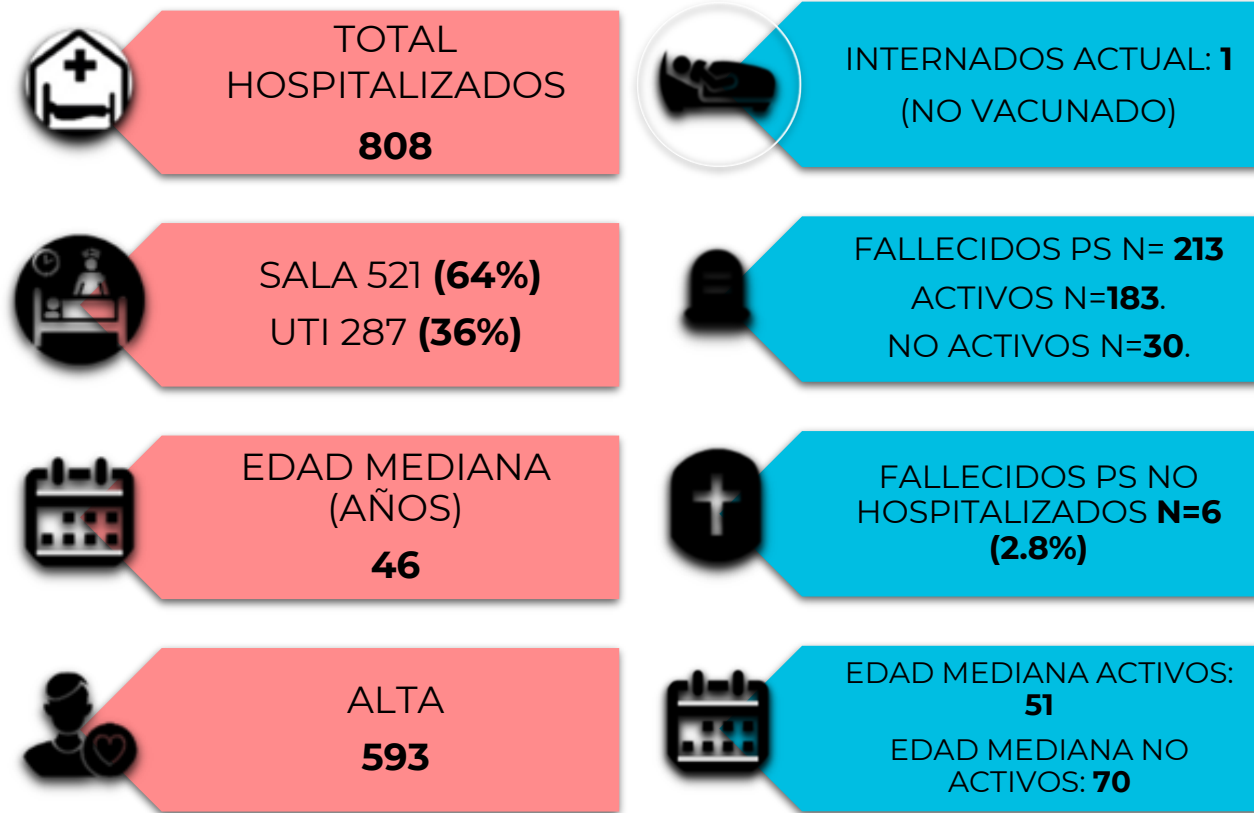 TOTAL
HOSPITALIZADOS
808
INTERNADOS ACTUAL: 1
(NO VACUNADO)
SALA 521 (64%)
UTI 287 (36%)
FALLECIDOS PS N= 213
ACTIVOS N=183.
NO ACTIVOS N=30.
EDAD MEDIANA
(AÑOS)
46
FALLECIDOS PS NO
HOSPITALIZADOS N=6
(2.8%)
ALTA
593
EDAD MEDIANA ACTIVOS:
51
EDAD MEDIANA NO
ACTIVOS: 70